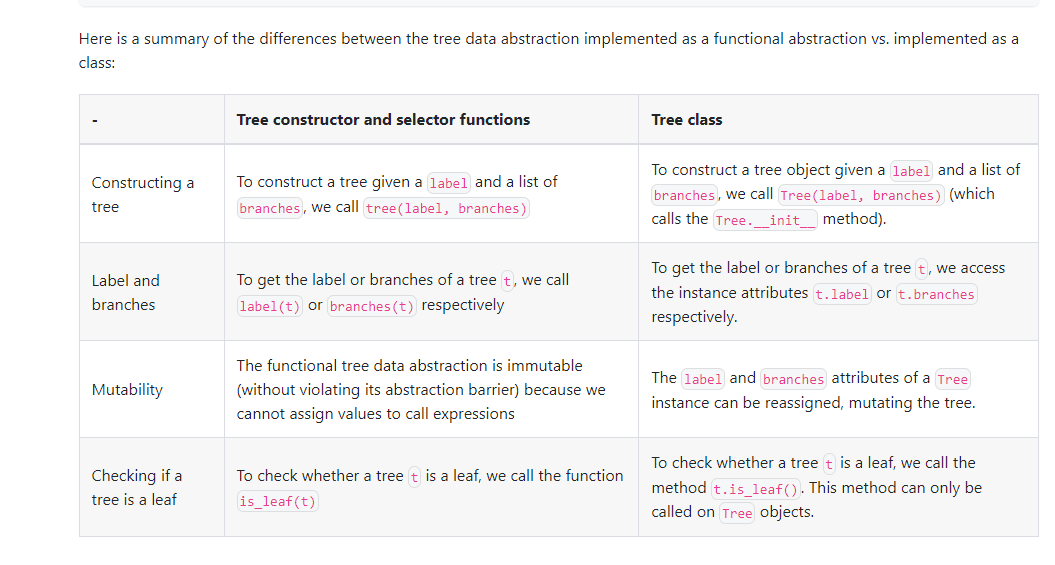 Here is a summary of the differences between the tree data abstraction implemented as a functional abstraction vs. implemented as a
class:
-
Tree constructor and selector functions
Tree class
Constructing a
tree
To construct a tree given a label and a list of
branches, we call tree(label, branches)
To construct a tree object given a label and a list of
branches, we call Tree(label, branches) (which
calls the Tree.__init__ method).
Label and
branches
To get the label or branches of a tree t, we call
label(t) or branches(t) respectively
To get the label or branches of a tree t, we access
the instance attributes t.label or t.branches
respectively.
Mutability
The functional tree data abstraction is immutable
(without violating its abstraction barrier) because we
cannot assign values to call expressions
The label and branches attributes of a Tree
instance can be reassigned, mutating the tree.
Checking if a
tree is a leaf
To check whether a tree t is a leaf, we call the function
is_leaf(t)
To check whether a tree t is a leaf, we call the
method t.is_leaf(). This method can only be
called on Tree objects.